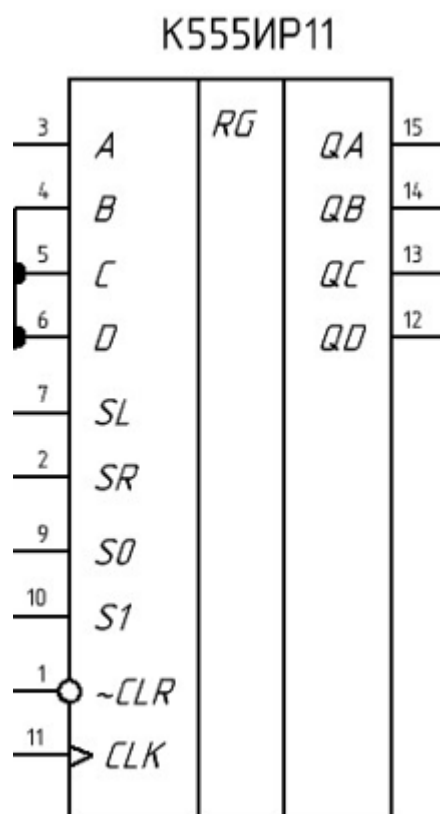 К555ИР11
RG
3 A QA 15
4 B QB 14
5 C QC 13
6 D QD 12
7 SL
2 SR
9 S0
10 S1
1 ~CLR
11 CLK